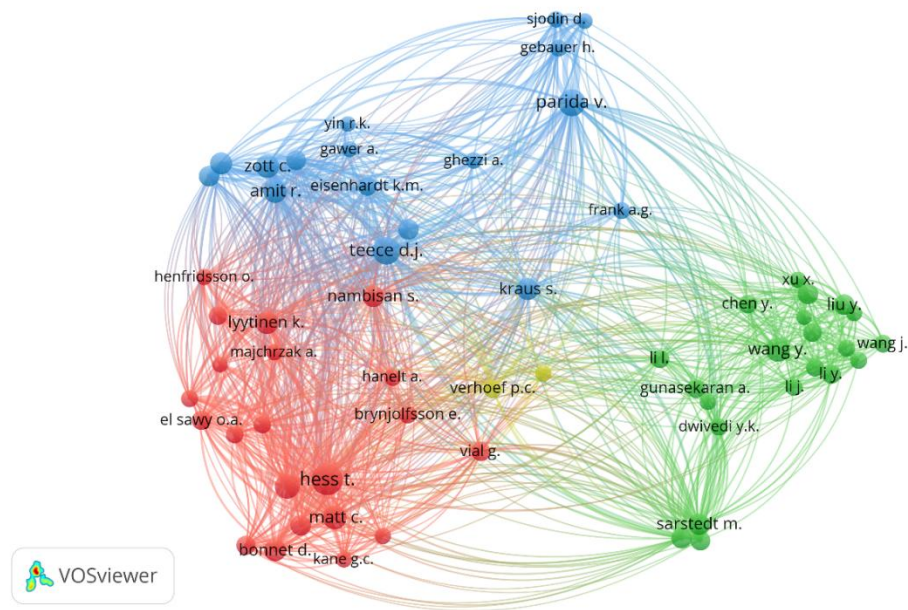 sjodin d.
gebauer h.
parida v.
yin r.k.
gawer a.
ghezzi a.
zott c.
amit r.
eisenhardt k.m.
frank a.g.
teece d.j.
henfridsson o.
kraus s.
nambisan s.
xu x.
chen y.
liu y.
lyytinen k.
majchrzak a.
wang y.
wang j.
li l.
hanelt a.
verhoef p.c.
gunasekaran a.
li j.
li y.
el sawy o.a.
brynjolfsson e.
dwivedi y.k.
vial g.
hess t.
matt c.
sarstedt m.
bonnet d.
kane g.c.
VOSviewer